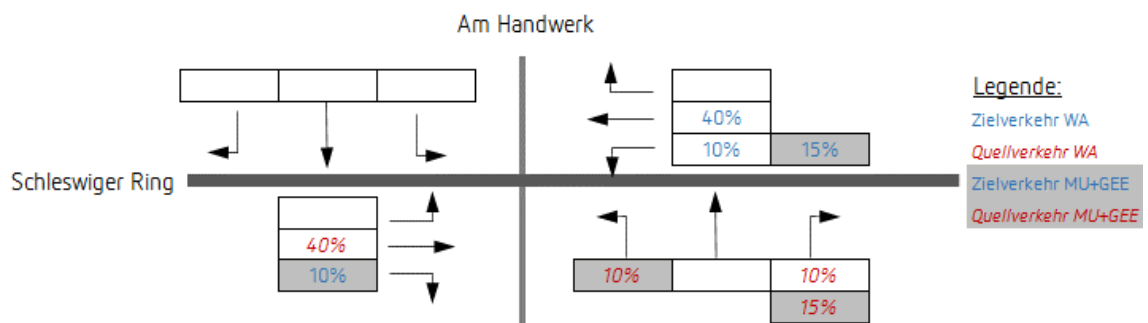 Am Handwerk
Legende:
40%
Zielverkehr WA
10% 15%
Quellverkehr WA
Schleswiger Ring
Zielverkehr MU+GEE
Quellverkehr MU+GEE
40%
10%
10% 10%
15%